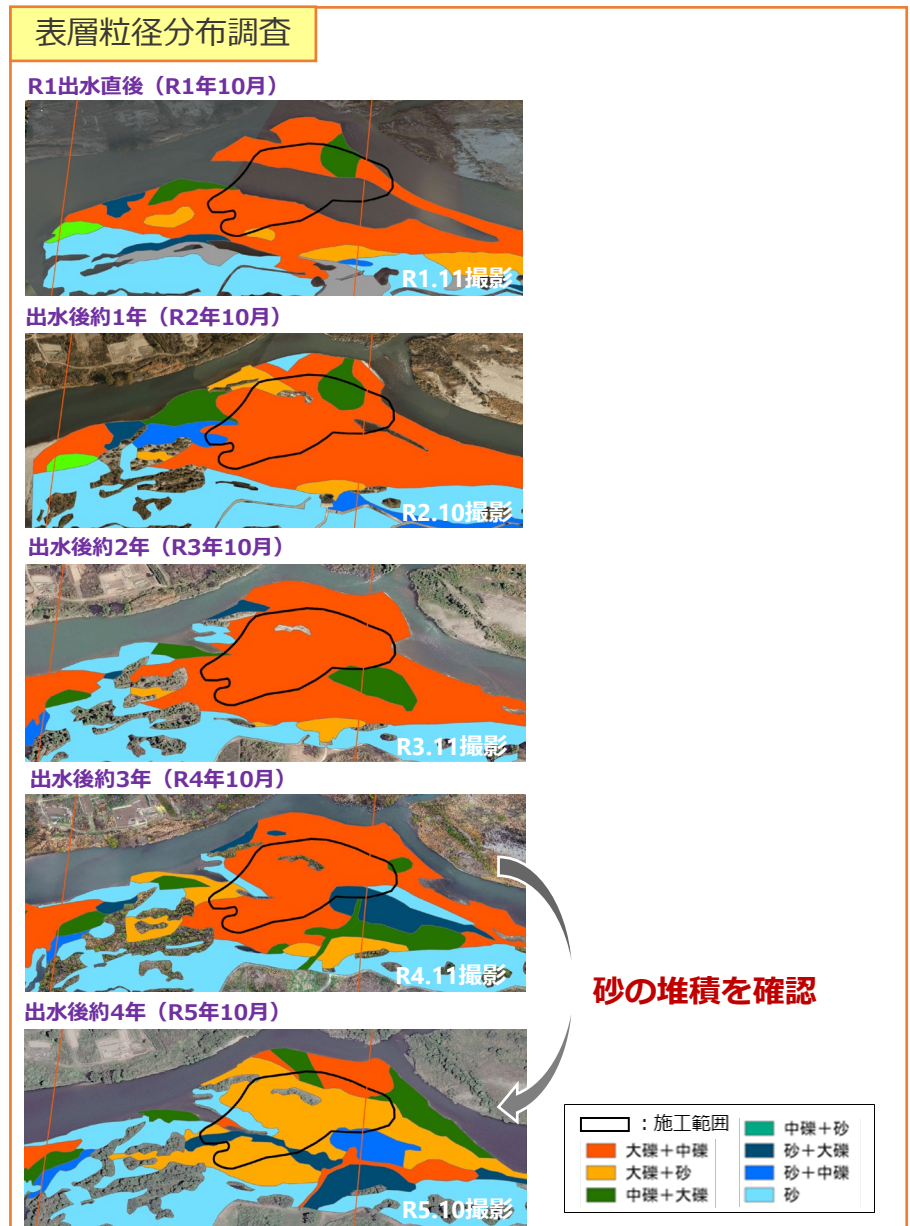 表層粒径分布調査
R1出水直後（R1年10月）
R1.11撮影
出水後約1年（R2年10月）
R2.10撮影
出水後約2年（R3年10月）
R3.11撮影
出水後約3年（R4年10月）
R4.11撮影
出水後約4年（R5年10月）
R5.10撮影
砂の堆積を確認
：施工範囲
大礫＋中礫
大礫＋砂
中礫＋大礫
中礫＋砂
砂＋大礫
砂＋中礫
砂